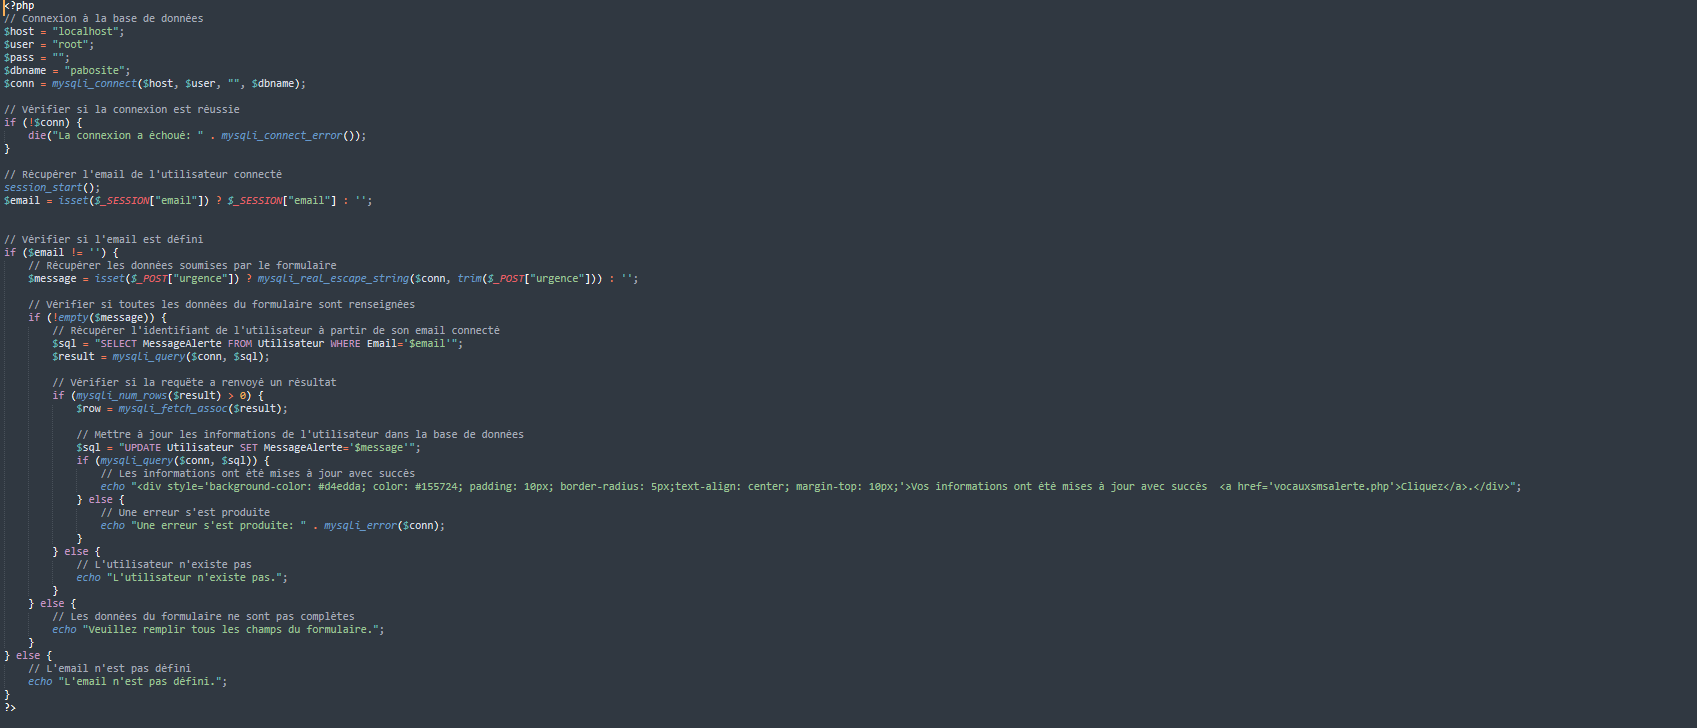 <?php
// Connexion à la base de données
$host = "localhost";
$user = "root";
$pass = "";
$dbname = "pabosite";
$conn = mysqli_connect($host, $user, "", $dbname);

// Vérifier si la connexion est réussie
if (!$conn) {
    die("La connexion a échoué: " . mysqli_connect_error());
}

// Récupérer l'email de l'utilisateur connecté
session_start();
$email = isset($_SESSION["email"]) ? $_SESSION["email"] : '';


// Vérifier si l'email est défini
if ($email != '') {
    // Récupérer les données soumises par le formulaire
    $message = isset($_POST["urgence"]) ? mysqli_real_escape_string($conn, trim($_POST["urgence"])) : '';

    // Vérifier si toutes les données du formulaire sont renseignées
    if (!empty($message)) {
        // Récupérer l'identifiant de l'utilisateur à partir de son email connecté
        $sql = "SELECT MessageAlerte FROM Utilisateur WHERE Email='$email'";
        $result = mysqli_query($conn, $sql);

        // Vérifier si la requête a renvoyé un résultat
        if (mysqli_num_rows($result) > 0) {
            $row = mysqli_fetch_assoc($result);

            // Mettre à jour les informations de l'utilisateur dans la base de données
            $sql = "UPDATE Utilisateur SET MessageAlerte='$message'";
            if (mysqli_query($conn, $sql)) {
                // Les informations ont été mises à jour avec succès
                echo "<div style='background-color: #d4edda; color: #155724; padding: 10px; border-radius: 5px;text-align: center; margin-top: 10px;'>Vos informations ont été mises à jour avec succès  <a href='vocauxsmsalerte.php'>Cliquez</a>.</div>";
            } else {
                // Une erreur s'est produite
                echo "Une erreur s'est produite: " . mysqli_error($conn);
            }
        } else {
            // L'utilisateur n'existe pas
            echo "L'utilisateur n'existe pas.";
        }
    } else {
        // Les données du formulaire ne sont pas complètes
        echo "Veuillez remplir tous les champs du formulaire.";
    }
} else {
    // L'email n'est pas défini
    echo "L'email n'est pas défini.";
}
?>